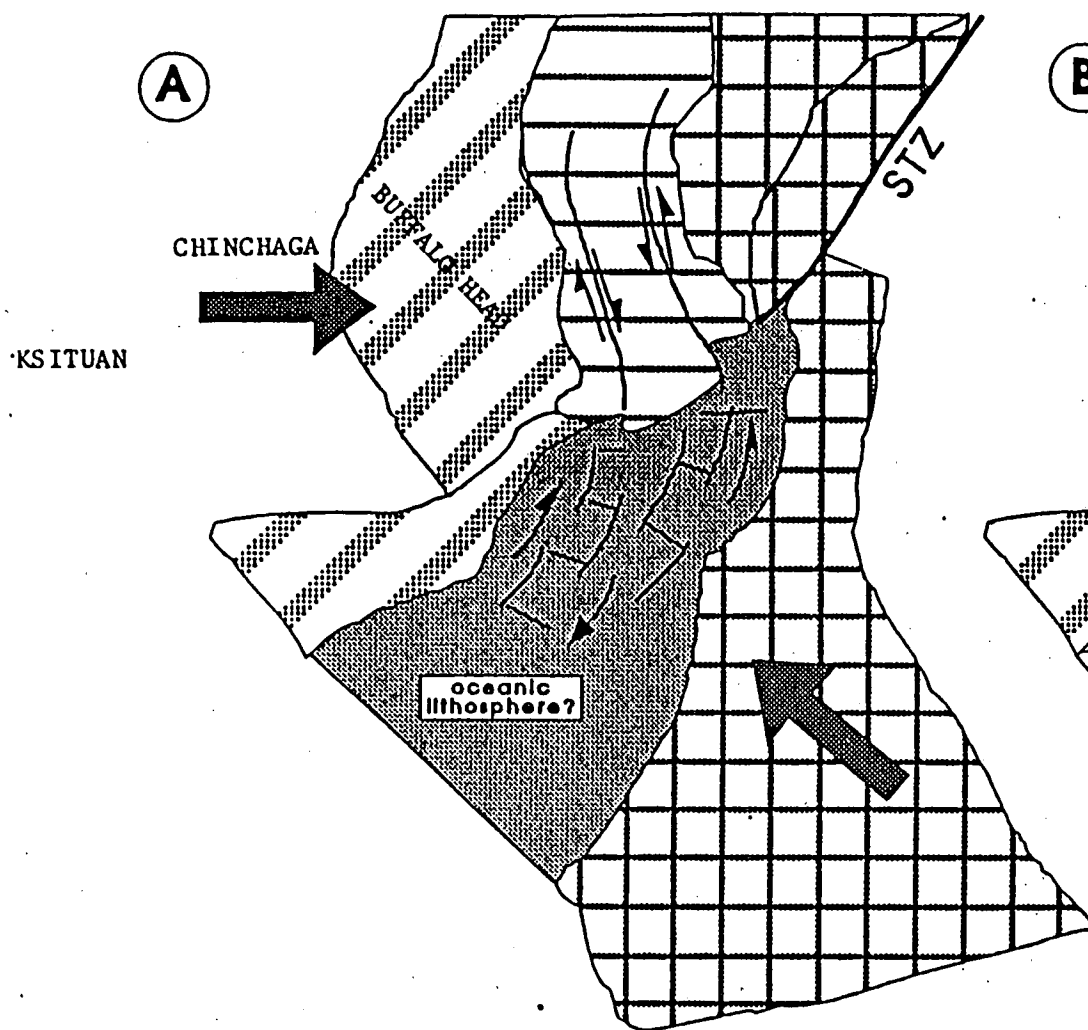 A
B
STZ
BUFFALO HEAD
CHINCHAGA
KSITUAN
oceanic
lithosphere?